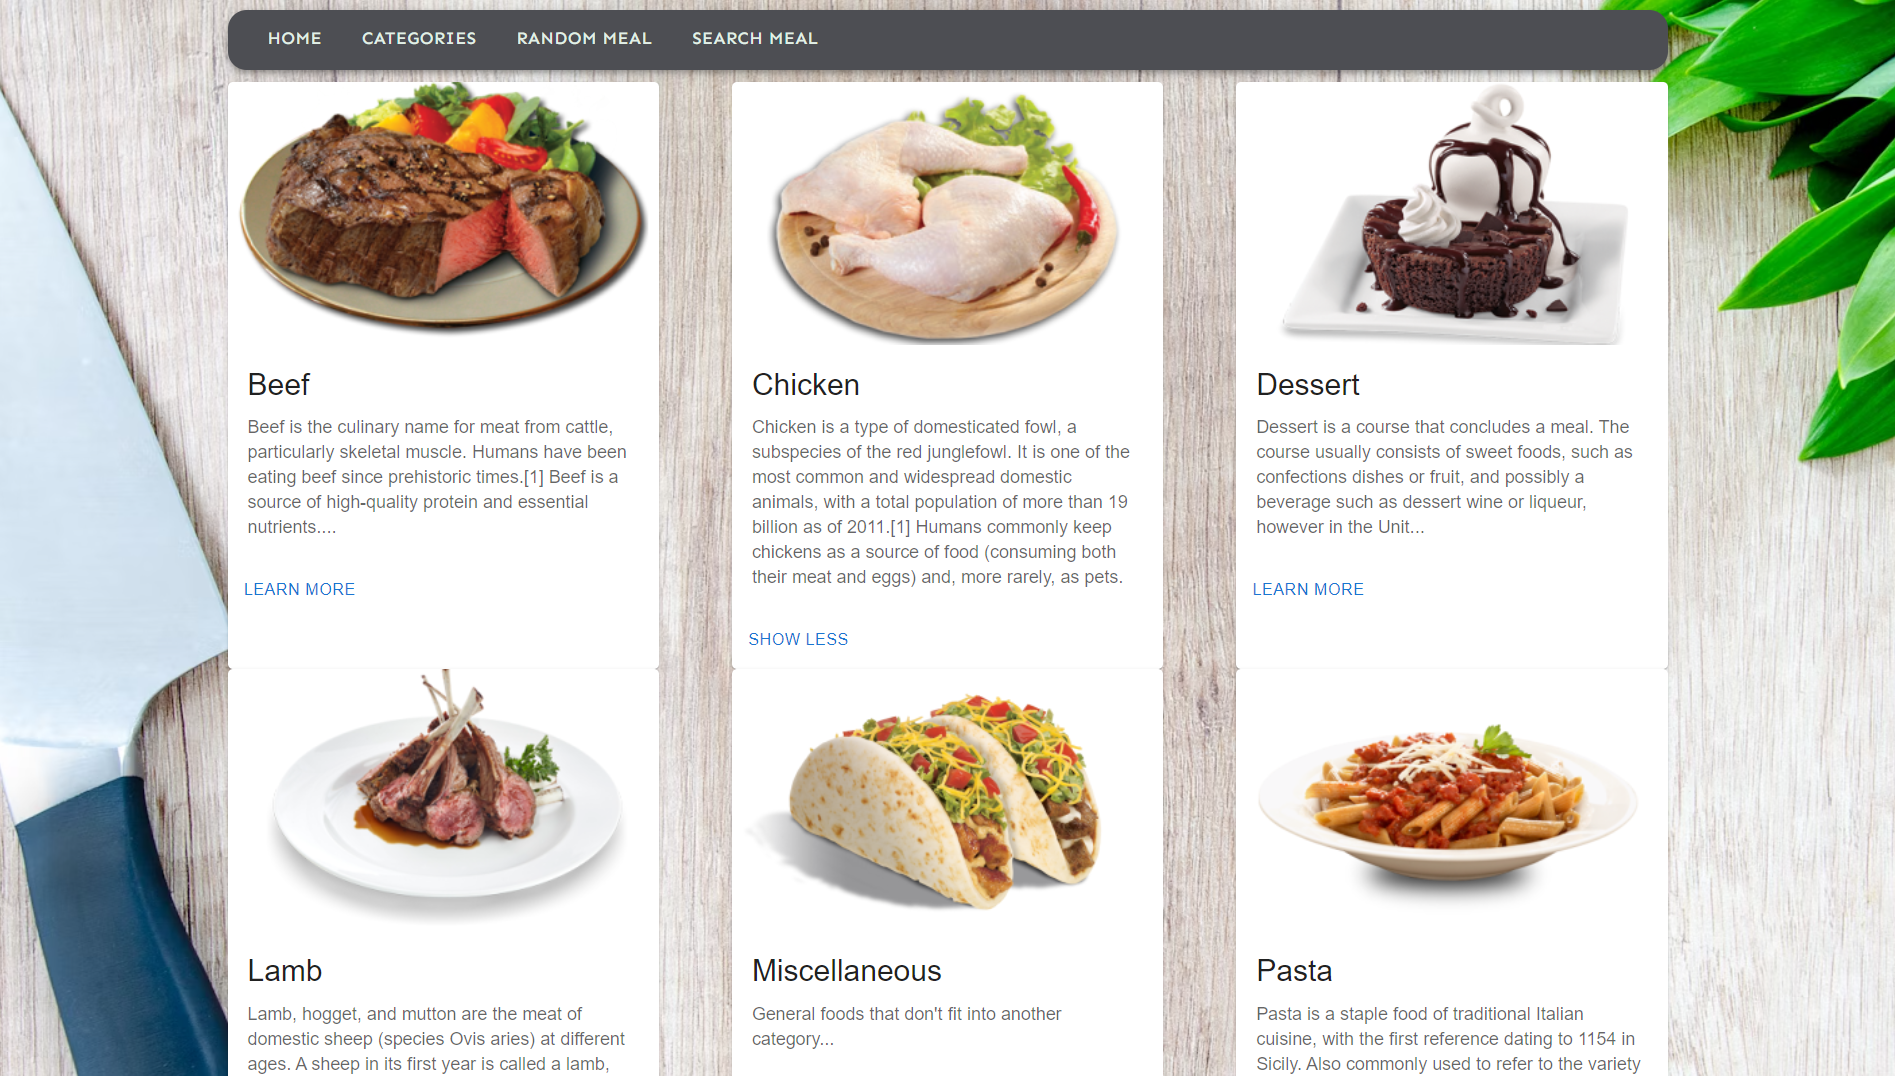 HOME CATEGORIES RANDOM MEAL SEARCH MEAL
Beef
Beef is the culinary name for meat from cattle,
particularly skeletal muscle. Humans have been
eating beef since prehistoric times.[1] Beef is a
source of high-quality protein and essential
nutrients....
LEARN MORE
Chicken
Chicken is a type of domesticated fowl, a
subspecies of the red junglefowl. It is one of the
most common and widespread domestic
animals, with a total population of more than 19
billion as of 2011.[1] Humans commonly keep
chickens as a source of food (consuming both
their meat and eggs) and, more rarely, as pets.
SHOW LESS
Dessert
Dessert is a course that concludes a meal. The
course usually consists of sweet foods, such as
confections dishes or fruit, and possibly a
beverage such as dessert wine or liqueur,
however in the Unit...
LEARN MORE
Lamb
Lamb, hogget, and mutton are the meat of
domestic sheep (species Ovis aries) at different
ages. A sheep in its first year is called a lamb,
Miscellaneous
General foods that don't fit into another
category...
Pasta
Pasta is a staple food of traditional Italian
cuisine, with the first reference dating to 1154 in
Sicily. Also commonly used to refer to the variety